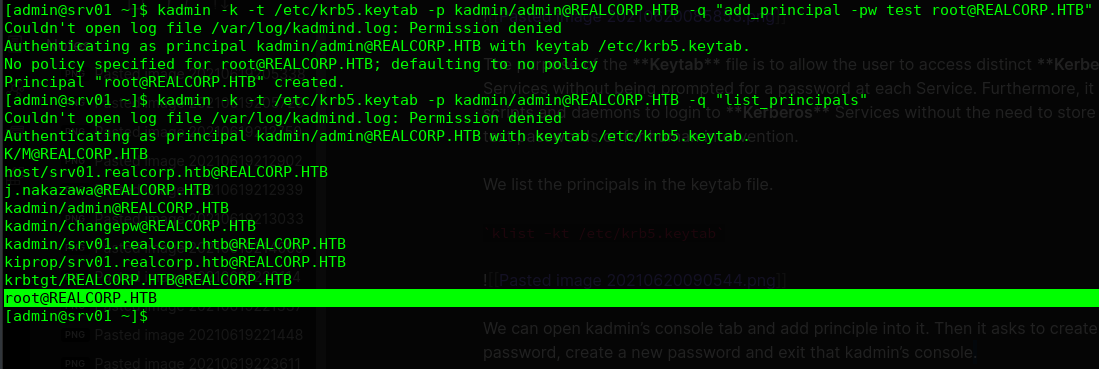 [admin@srv01 ~]$ kadmin -k -t /etc/krb5.keytab -p kadmin/admin@REALCORP.HTB -q "add_principal -pw test root@REALCORP.HTB"
Couldn't open log file /var/log/kadmind.log: Permission denied
Authenticating as principal kadmin/admin@REALCORP.HTB with keytab /etc/krb5.keytab.
No policy specified for root@REALCORP.HTB; defaulting to no policy
Principal "root@REALCORP.HTB" created.
[admin@srv01 ~]$ kadmin -k -t /etc/krb5.keytab -p kadmin/admin@REALCORP.HTB -q "list_principals"
Couldn't open log file /var/log/kadmind.log: Permission denied
Authenticating as principal kadmin/admin@REALCORP.HTB with keytab /etc/krb5.keytab.
K/M@REALCORP.HTB
host/srv01.realcorp.htb@REALCORP.HTB
j.nakazawa@REALCORP.HTB
kadmin/admin@REALCORP.HTB
kadmin/changepw@REALCORP.HTB
kadmin/srv01.realcorp.htb@REALCORP.HTB
kiprop/srv01.realcorp.htb@REALCORP.HTB
krbtgt/REALCORP.HTB@REALCORP.HTB
root@REALCORP.HTB
[admin@srv01 ~]$
file is to allow the user to access distinct **Kerbe
Services without being prompted for a password at each Service. Furthermore, it
daemons to login to **Kerberos** Services without the need to store
We list the principals in the keytab file.
`klist -kt /etc/krb5.keytab`
![[Pasted image 20210620090544.png]]
We can open kadmin's console tab and add principle into it. Then it asks to create
password, create a new password and exit that kadmin's console.
Pasted image 20210619212902
20210619212939
PNG Pasted image 20210619221448
PNG Pasted image 20210619223611